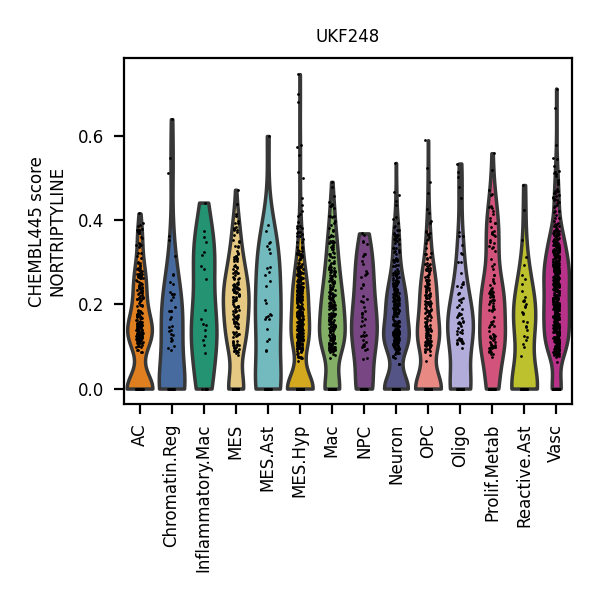 UKF248
CHEMBL445 score
NORTRIPTYLINE
0.6
0.4
0.2
0.0
AC
Chromatin.Reg
Inflammatory.Mac
MES
MES.Ast
MES.Hyp
Mac
NPC
Neuron
OPC
Oligo
Prolif.Metab
Reactive.Ast
Vasc